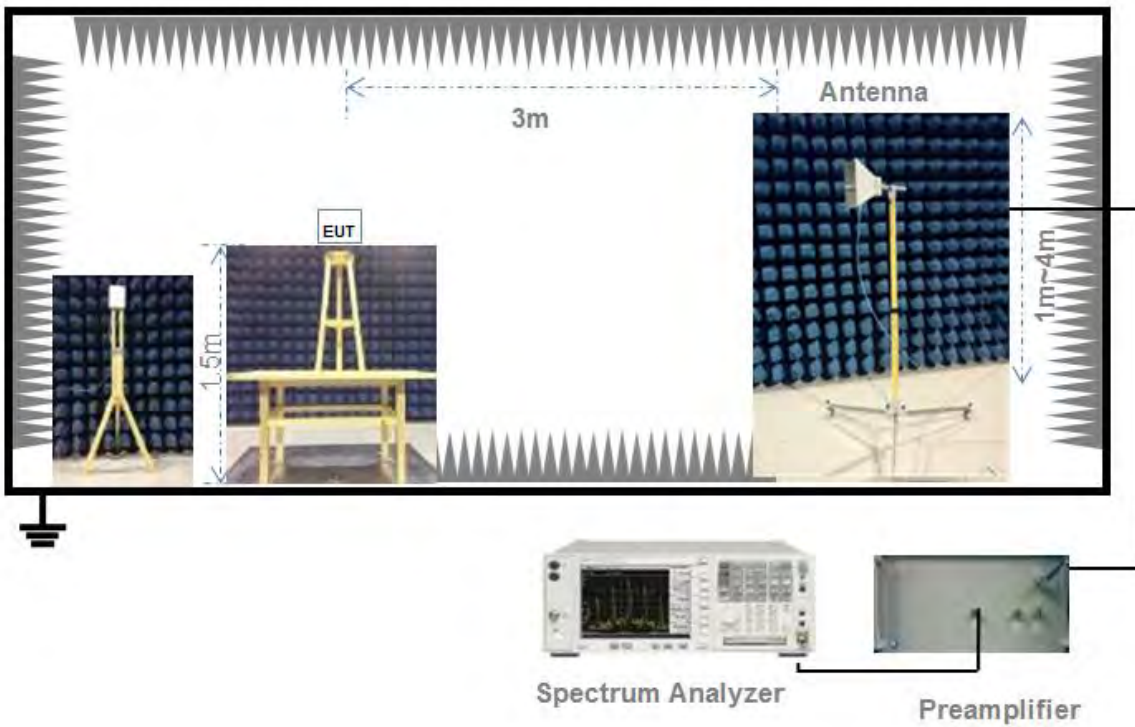 Antenna
3m
EUT
1.5m
1m~4m
Spectrum Analyzer
Preamplifier